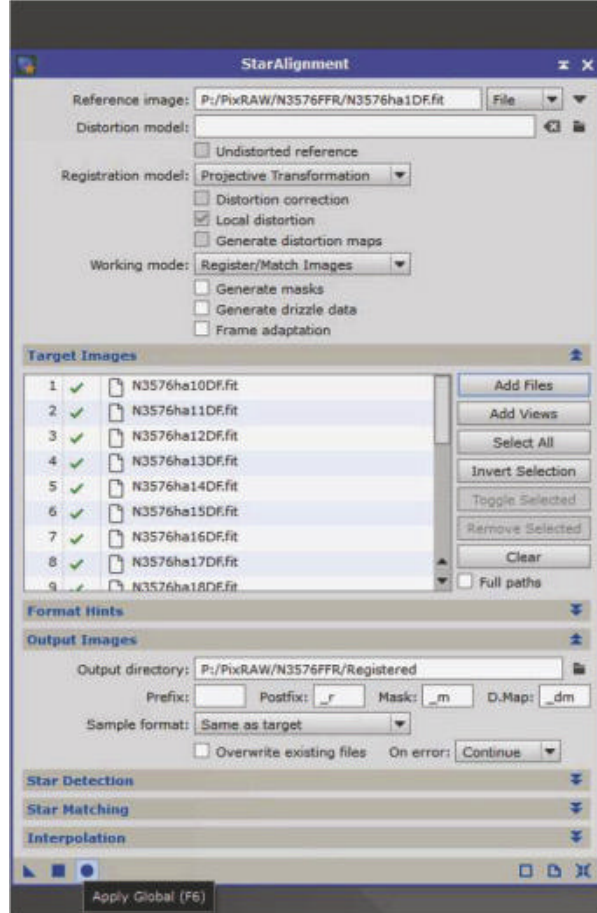 StarAlignment
Reference image: P:/PixRAW/N3576FFR/N3576ha1DF.fit File
Distortion model:
Undistorted reference
Registration model: Projective Transformation
Distortion correction
Local distortion
Generate distortion maps
Working mode: Register/Match Images
Generate masks
Generate drizzle data
Frame adaptation
Target Images
1 N3576ha10DF.fit
2 N3576ha11DF.fit
3 N3576ha12DF.fit
4 N3576ha13DF.fit
5 N3576ha14DF.fit
6 N3576ha15DF.fit
7 N3576ha16DF.fit
8 N3576ha17DF.fit
9 N3576ha18DF.fit
Add Files
Add Views
Select All
Invert Selection
Toggle Selected
Remove Selected
Clear
Full paths
Format Hints
Output Images
Output directory: P:/PixRAW/N3576FFR/Registered
Prefix: Postfix: _r Mask: _m D.Map: _dm
Sample format: Same as target
Overwrite existing files On error: Continue
Star Detection
Star Matching
Interpolation
Apply Global (F6)